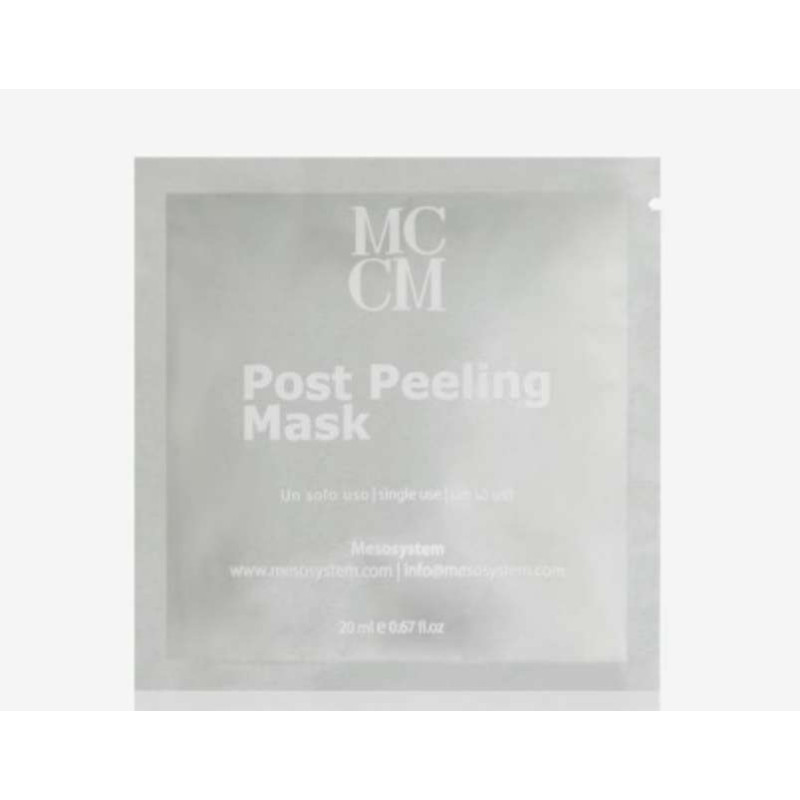 MC
CM
Post Peeling
Mask
Un solo uso | single use |
Mesosystem
www.mesosystem.com | info@mesosystem.com
20 ml e 0.67 fl.oz